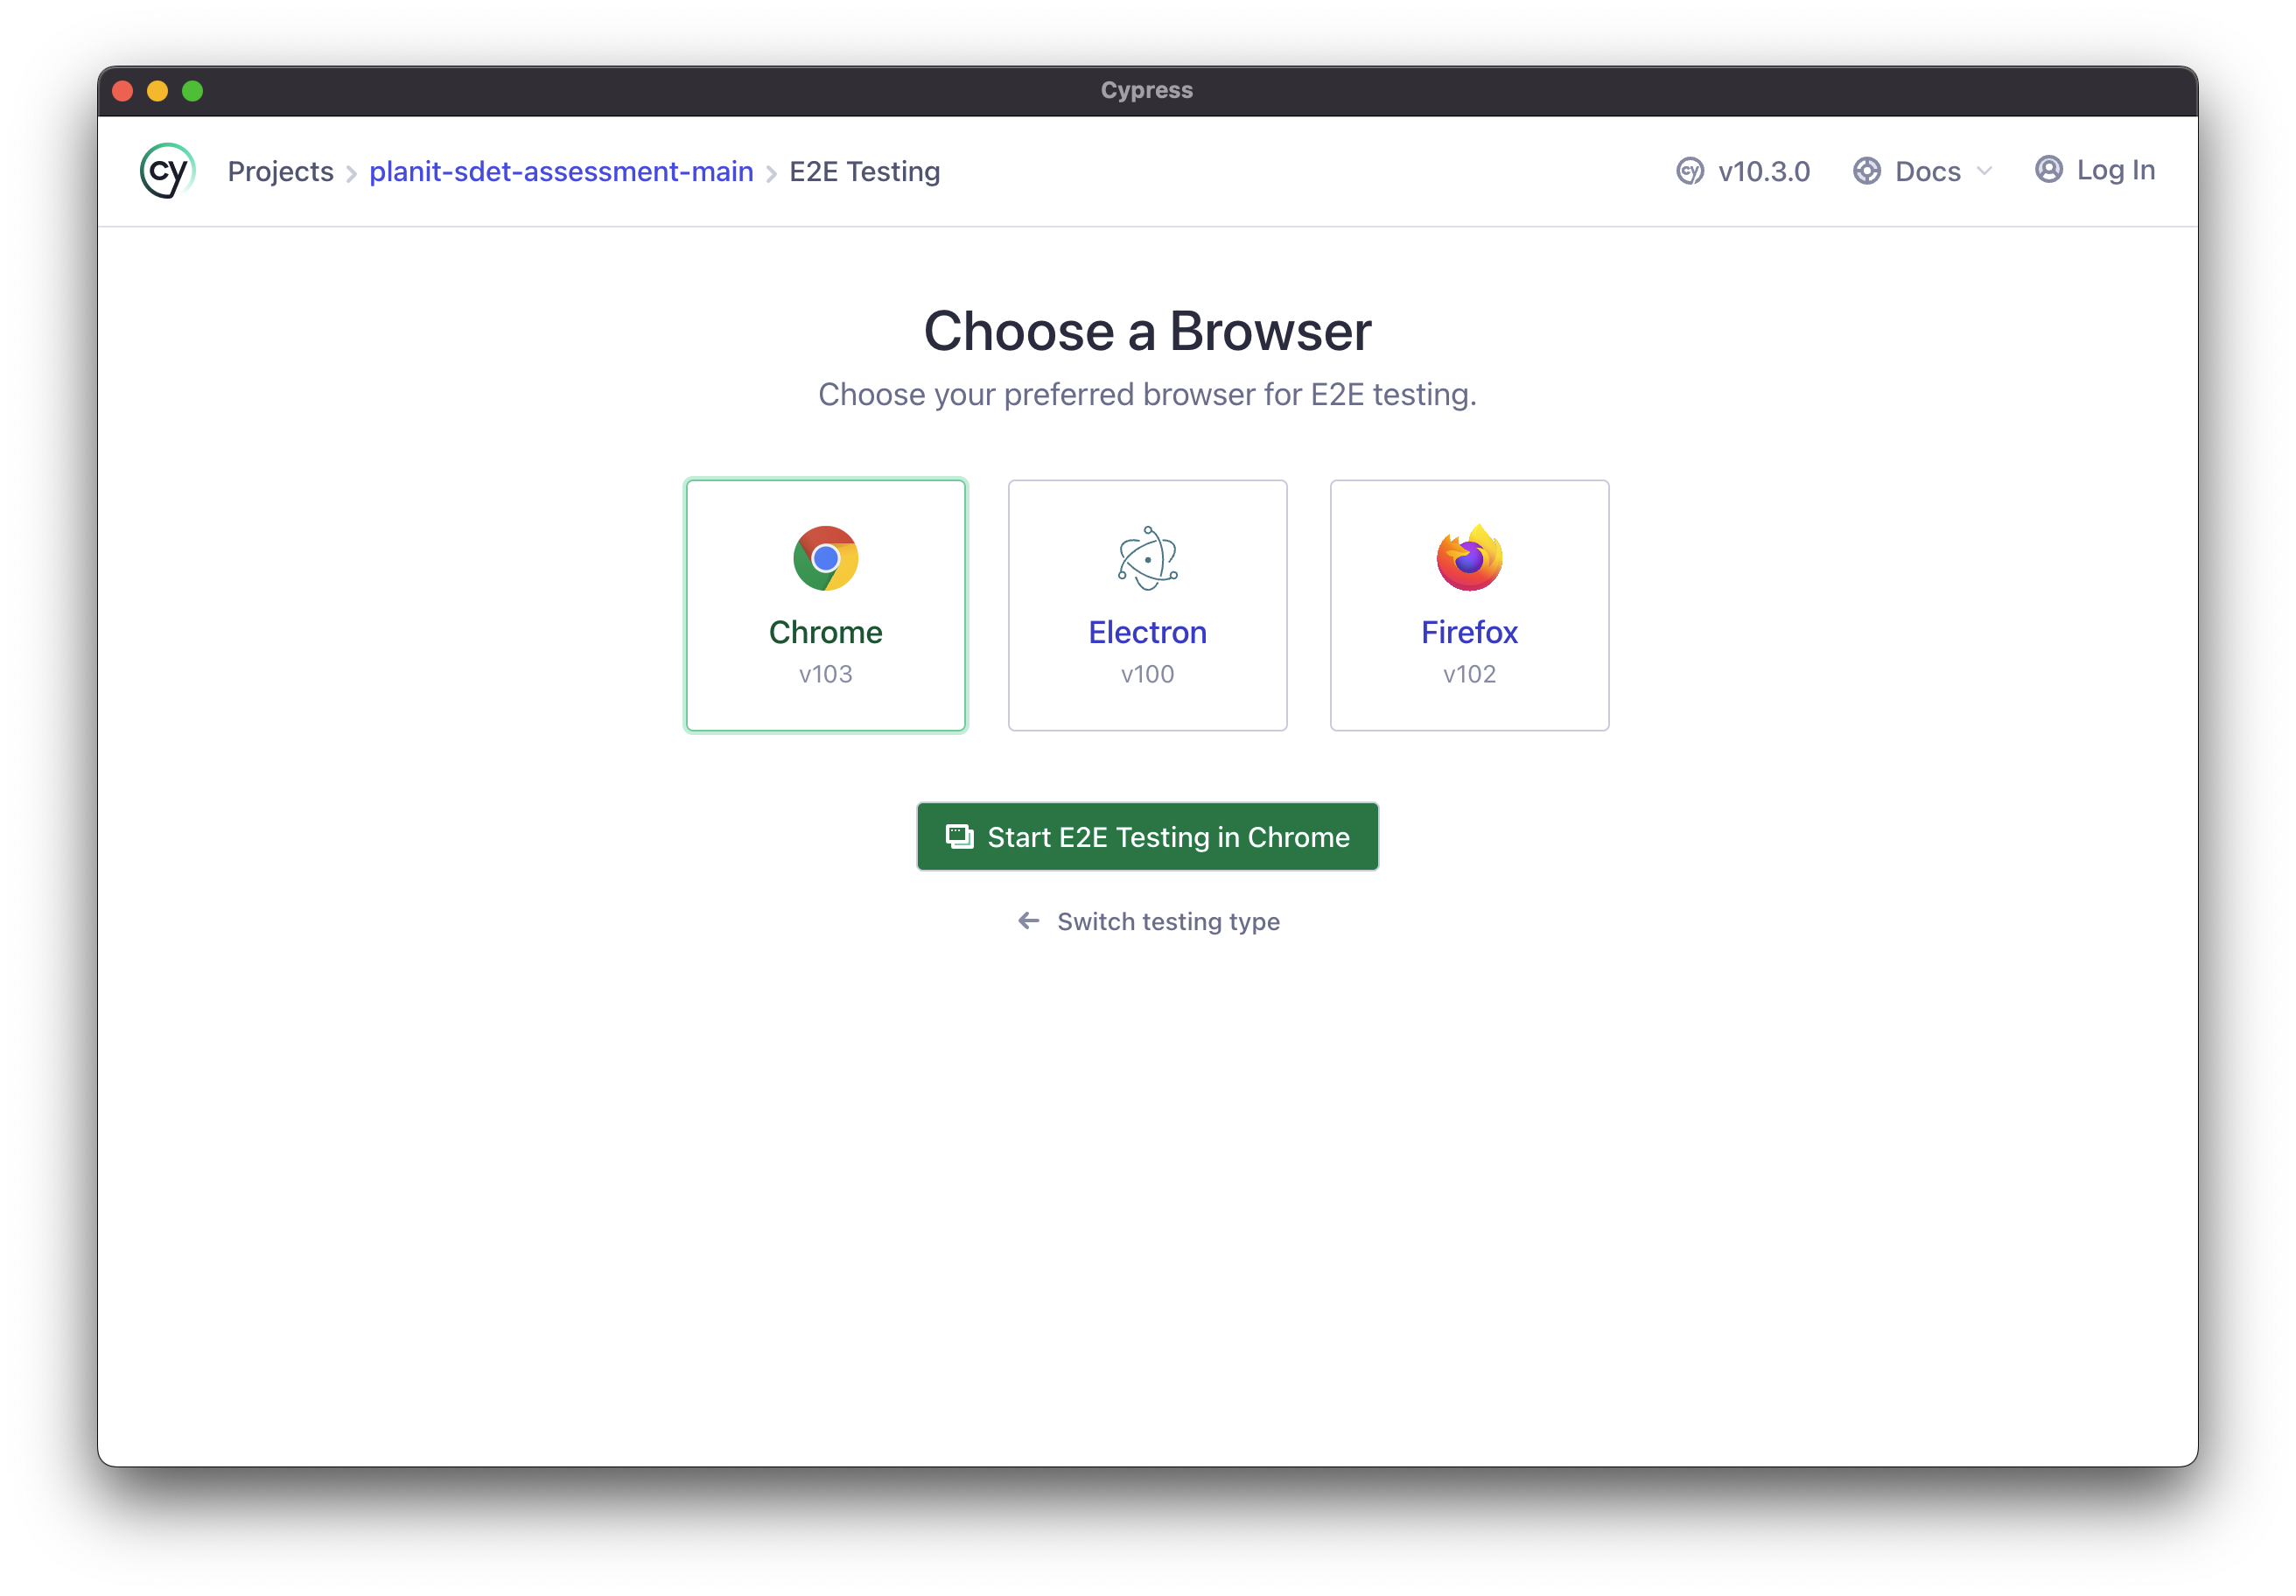 Cypress
cy Projects > planit-sdet-assessment-main > E2E Testing cy v10.3.0 Docs Log In
Choose a Browser
Choose your preferred browser for E2E testing.
Chrome Electron Firefox
v103 v100 v102
Start E2E Testing in Chrome
← Switch testing type